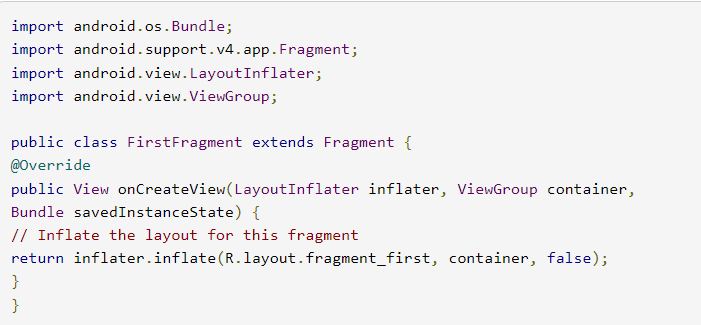 import android.os.Bundle;
import android.support.v4.app.Fragment;
import android.view.LayoutInflater;
import android.view.ViewGroup;
public class FirstFragment extends Fragment {
@Override
public View onCreateView(LayoutInflater inflater, ViewGroup container,
Bundle savedInstanceState) {
// Inflate the layout for this fragment
return inflater.inflate(R.layout.fragment_first, container, false);
}
}